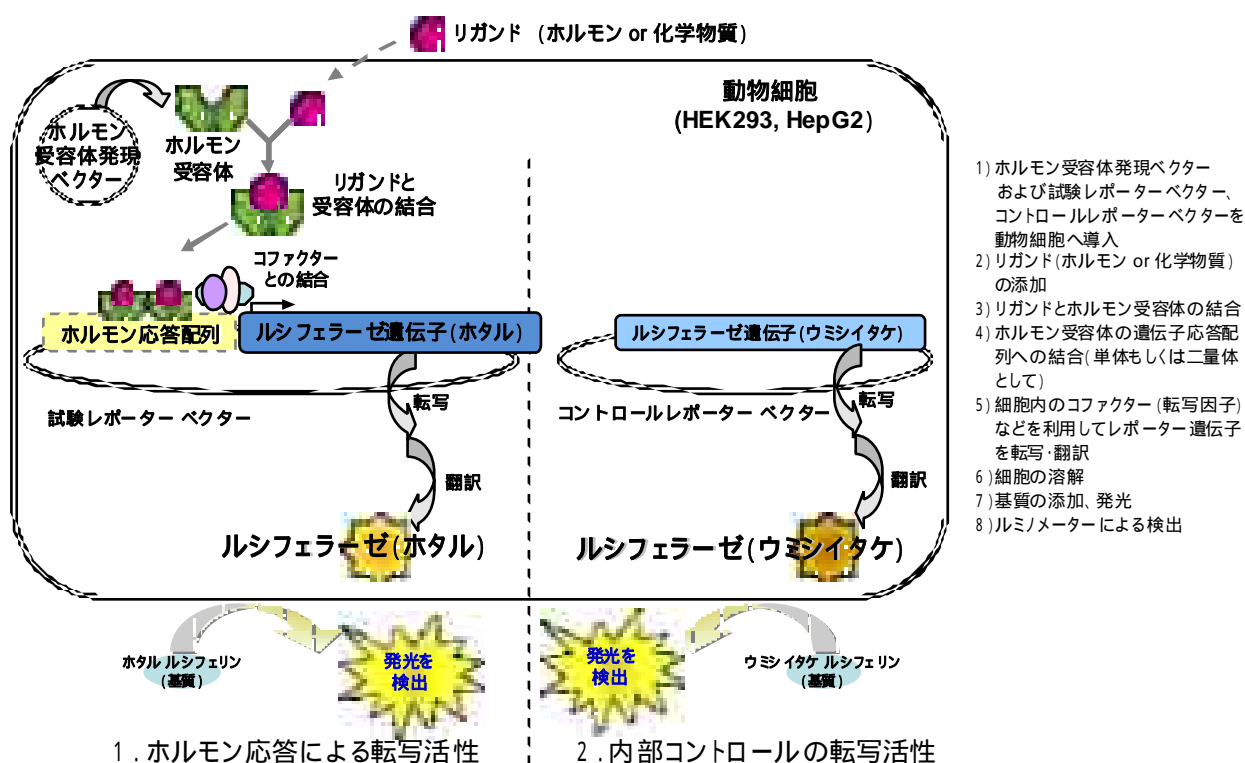 リガンド (ホルモン or 化学物質)
動物細胞
(HEK293, HepG2)
ホルモン
受容体発現
ベクター
ホルモン
受容体
リガンドと
受容体の結合
コファクター
との結合
ホルモン応答配列
ルシフェラーゼ遺伝子(ホタル)
ルシフェラーゼ遺伝子(ウミシイタケ)
試験レポーター ベクター
転写
コントロールレポーター ベクター
転写
翻訳
翻訳
ルシフェラーゼ(ホタル)
ルシフェラーゼ(ウミシイタケ)
ホタル ルシフェリン
(基質)
発光を
検出
発光を
検出
ウミシイタケ ルシフェリン
(基質)
1.ホルモン応答による転写活性
2.内部コントロールの転写活性
1)ホルモン受容体発現ベクター
および試験レポーターベクター、
コントロールレポーターベクターを
動物細胞へ導入
2)リガンド(ホルモン or 化学物質)
の添加
3)リガンドとホルモン受容体の結合
4)ホルモン受容体の遺伝子応答配
列への結合(単体もしくは二量体
として)
5)細胞内のコファクター(転写因子)
などを利用してレポーター遺伝子
を転写・翻訳
6)細胞の溶解
7)基質の添加、発光
8)ルミノメーターによる検出